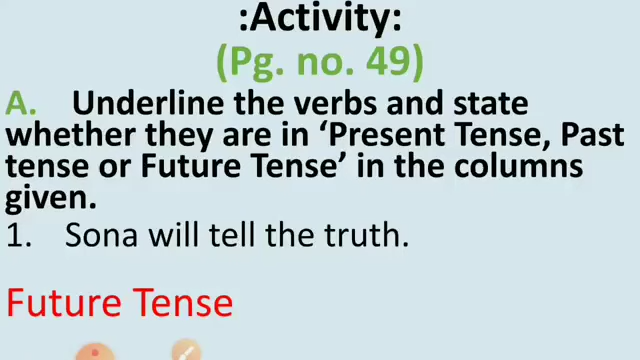 :Activity:
(Pg. no. 49)
A. Underline the verbs and state
whether they are in ‘Present Tense, Past
tense or Future Tense’ in the columns
given.
1. Sona will tell the truth.
Future Tense